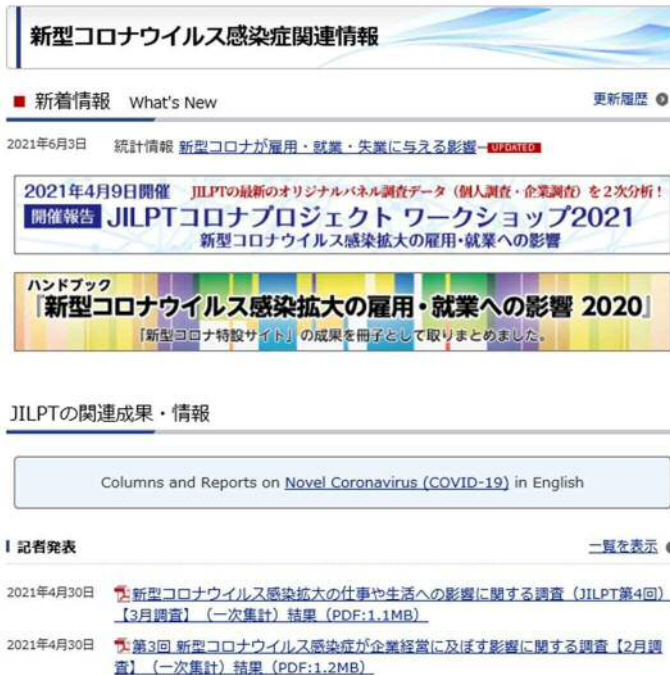 新型コロナウイルス感染症関連情報
新着情報 What's New
更新履歴
2021年6月3日 統計情報 新型コロナが雇用・就業・失業に与える影響 UPDATED
2021年4月9日開催 JILPTの最新のオリジナルパネル調査データ（個人調査・企業調査）を2次分析！
開催報告 JILPTコロナプロジェクト ワークショップ2021
新型コロナウイルス感染拡大の雇用・就業への影響
ハンドブック
『新型コロナウイルス感染拡大の雇用・就業への影響 2020』
「新型コロナ特設サイト」の成果を冊子として取りまとめました。
JILPTの関連成果・情報
Columns and Reports on Novel Coronavirus (COVID-19) in English
記者発表
一覧を表示
2021年4月30日 新型コロナウイルス感染拡大の仕事や生活への影響に関する調査（JILPT第4回）
【3月調査】（一次集計）結果（PDF:1.1MB）
2021年4月30日 第3回 新型コロナウイルス感染症が企業経営に及ぼす影響に関する調査【2月調
査】（一次集計）結果（PDF:1.2MB）